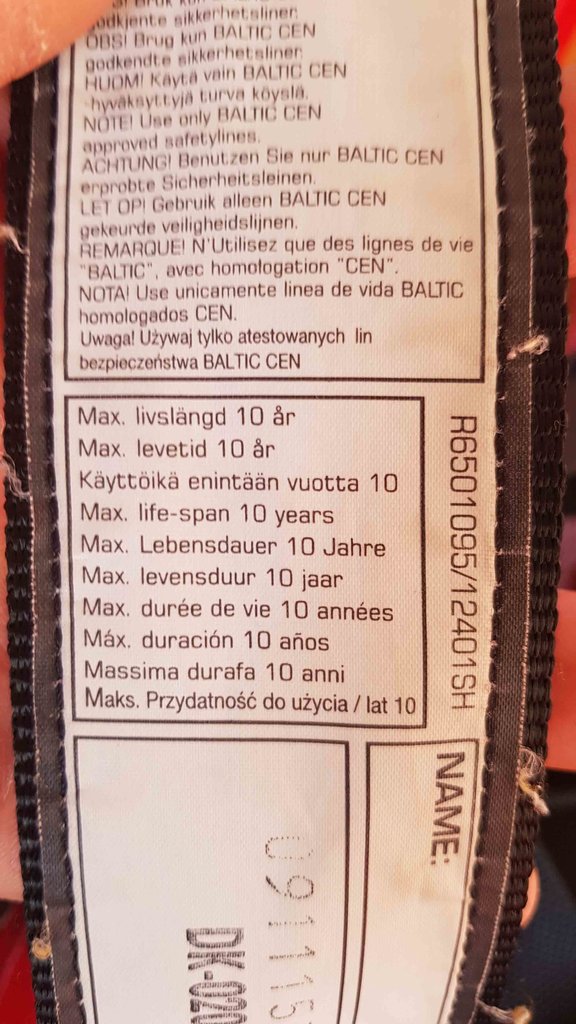 godkjente sikkerhetsliner.
OBS! Brug kun BALTIC CEN
godkendte sikkerhetsliner
HUOM! Käytä vain BALTIC CEN
-hyväksyttyjä turva köyslä.
NOTE! Use only BALTIC CEN
approved safetylines.
ACHTUNG! Benutzen Sie nur BALTIC CEN
erprobte Sicherheitsleinen.
LET OP! Gebruik alleen BALTIC CEN
gekeurde veiligheidslijnen.
REMARQUE! N'Utilisez que des lignes de vie
"BALTIC", avec homologation "CEN".
NOTA! Use unicamente linea de vida BALTIC
homologados CEN.
Uwaga! Używaj tylko atestowanych lin
bezpieczeństwa BALTIC CEN
Max. livslängd 10 år
Max. levetid 10 år
Käyttöikä enintään vuotta 10
Max. life-span 10 years
Max. Lebensdauer 10 Jahre
Max. levensduur 10 jaar
Max. durée de vie 10 années
Máx. duración 10 años
Massima durafa 10 anni
Maks. Przydatność do użycia / lat 10
R6501095/12401SH
NAME:
091115
DK-020